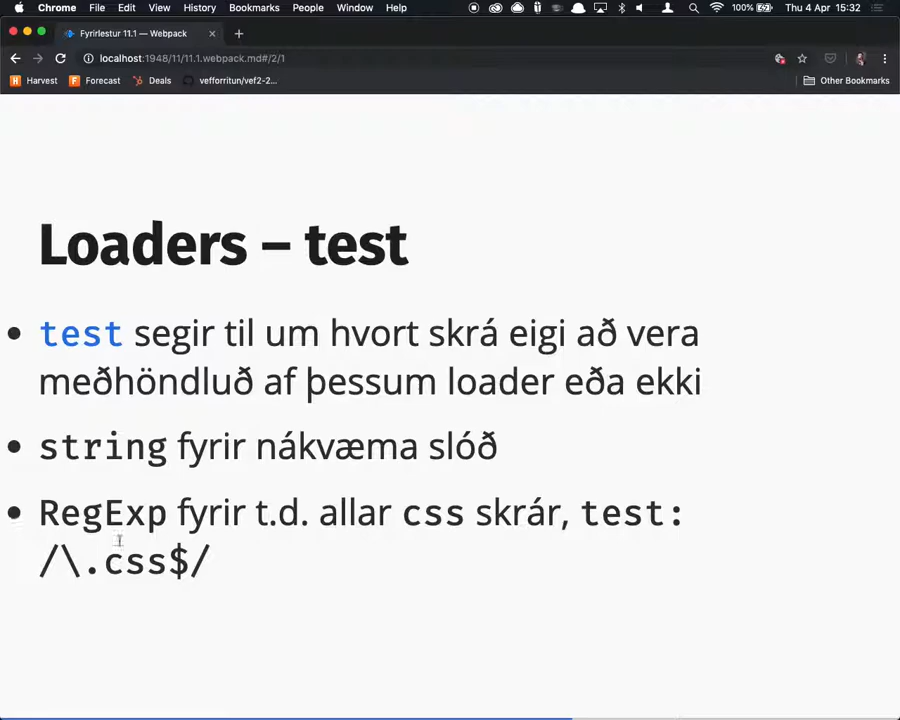 Chrome File Edit View History Bookmarks People Window Help 100% Thu 4 Apr 15:32
Fyrirlestur 11.1 — Webpack
localhost:1948/11/11.1.webpack.md#/2/1
Harvest Forecast Deals vefforritun/vef2-2... Other Bookmarks
Loaders – test
• test segir til um hvort skrá eigi að vera
meðhöndluð af þessum loader eða ekki
• string fyrir nákvæma slóð
• RegExp fyrir t.d. allar css skrár, test:
/\.css$/